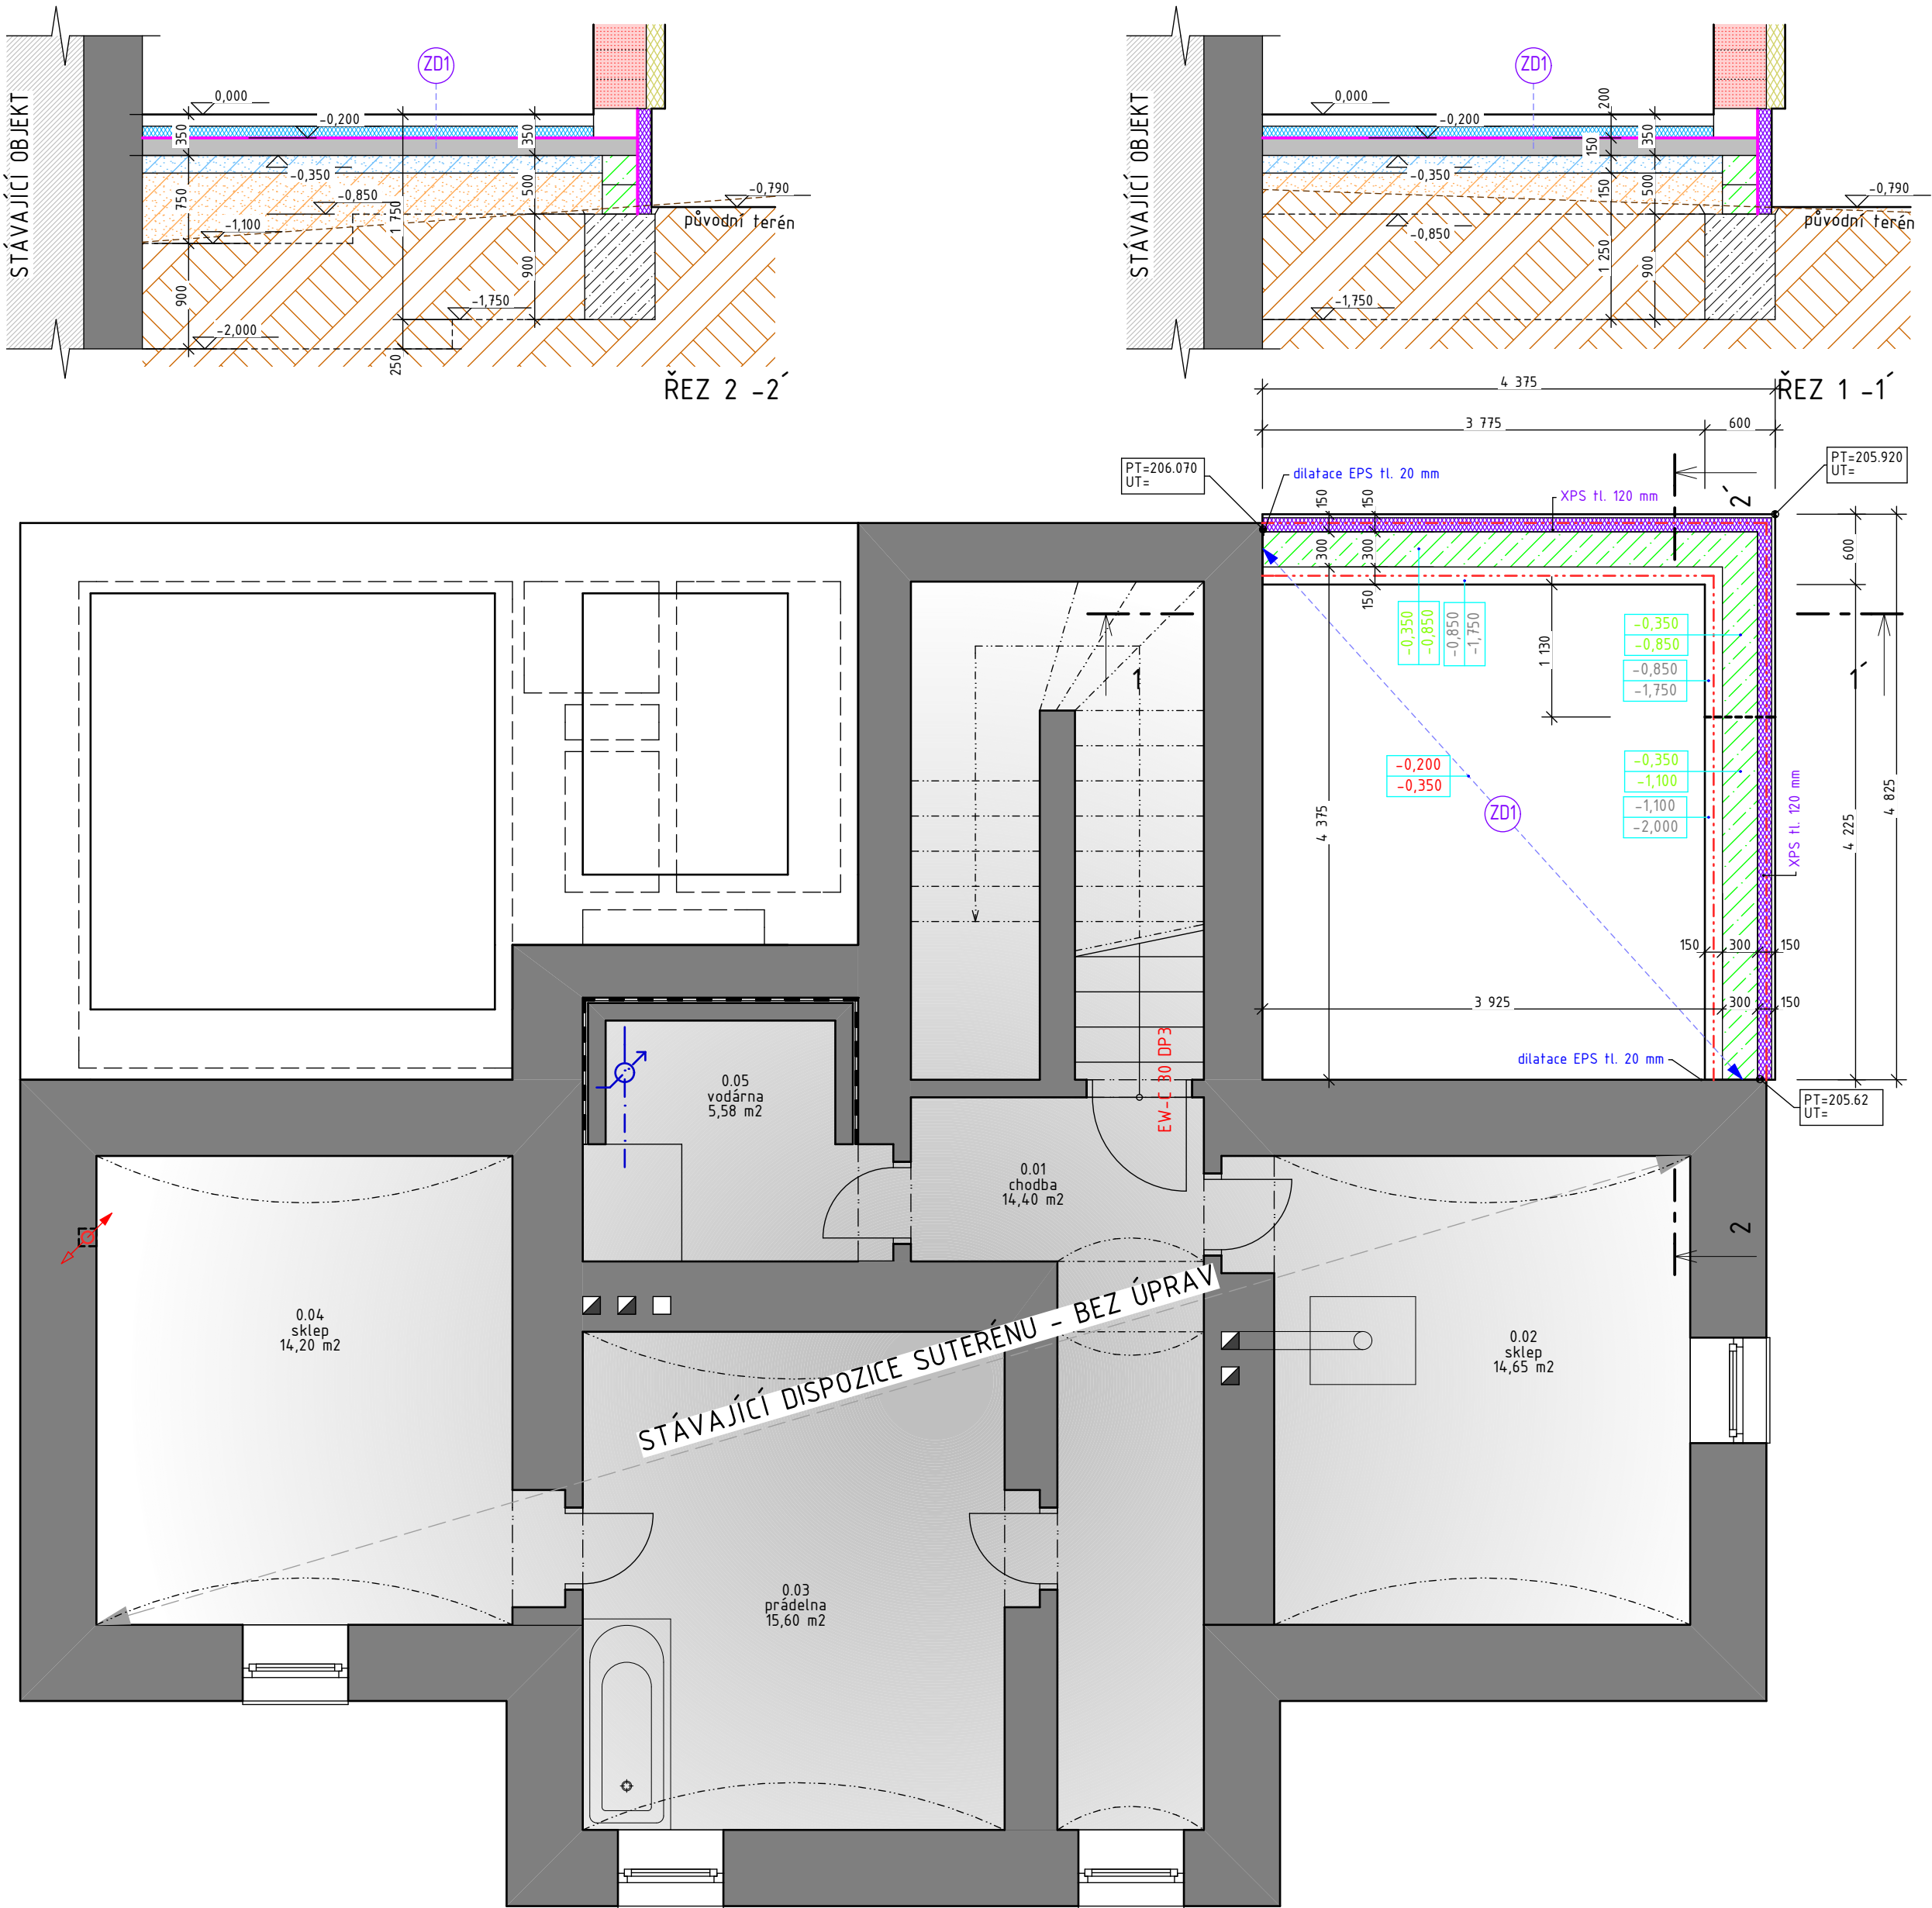 STÁVAJÍCÍ OBJEKT
ZD1
0,000
-0,200
350
350
-0,350
-0,850
-1,100
750
1 750
500
-0,790
původní terén
900
900
-1,750
-2,000
250
ŘEZ 2 -2´
STÁVAJÍCÍ OBJEKT
ZD1
0,000
-0,200
200
350
150
-0,350
150
500
-0,790
původní terén
-0,850
1 250
900
-1,750
ŘEZ 1 -1´
4 375
3 775
600
PT=206.070
UT=
dilatace EPS tl. 20 mm
XPS tl. 120 mm
PT=205.920
UT=
2´
150
150
300
300
150
600
-0,350
-0,850
-0,850
-1,750
1 130
-0,350
-0,850
-0,850
-1,750
1
1´
-0,200
-0,350
ZD1
-0,350
-1,100
-1,100
-2,000
XPS tl. 120 mm
4 375
4 225
4 825
150
300
150
3 925
300
150
dilatace EPS tl. 20 mm
PT=205.62
UT=
EW-C 30 DP3
0.05
vodárna
5,58 m2
0.01
chodba
14,40 m2
2
0.04
sklep
14,20 m2
STÁVAJÍCÍ DISPOZICE SUTERÉNU - BEZ ÚPRAV
0.02
sklep
14,65 m2
0.03
prádelna
15,60 m2